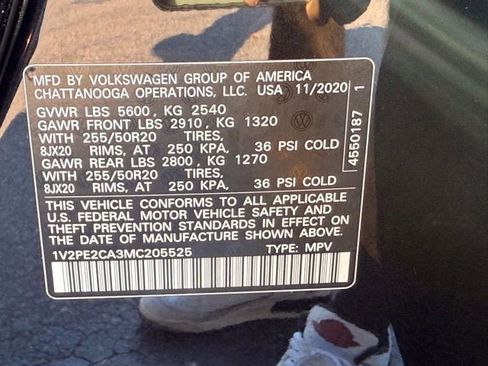 MFD BY VOLKSWAGEN GROUP OF AMERICA
CHATTANOOGA OPERATIONS, LLC. USA 11/2020
GVWR LBS 5600, KG 2540
GAWR FRONT LBS 2910, KG 1320
WITH 255/50R20 TIRES,
8JX20 RIMS, AT 250 KPA, 36 PSI COLD
GAWR REAR LBS 2800, KG 1270
WITH 255/50R20 TIRES,
8JX20 RIMS, AT 250 KPA, 36 PSI COLD
THIS VEHICLE CONFORMS TO ALL APPLICABLE
U.S. FEDERAL MOTOR VEHICLE SAFETY AND
THEFT PREVENTION STANDARDS IN EFFECT ON
THE DATE OF MANUFACTURE SHOWN ABOVE.
1V2PE2CA3MC205525 TYPE: MPV
4550187 1